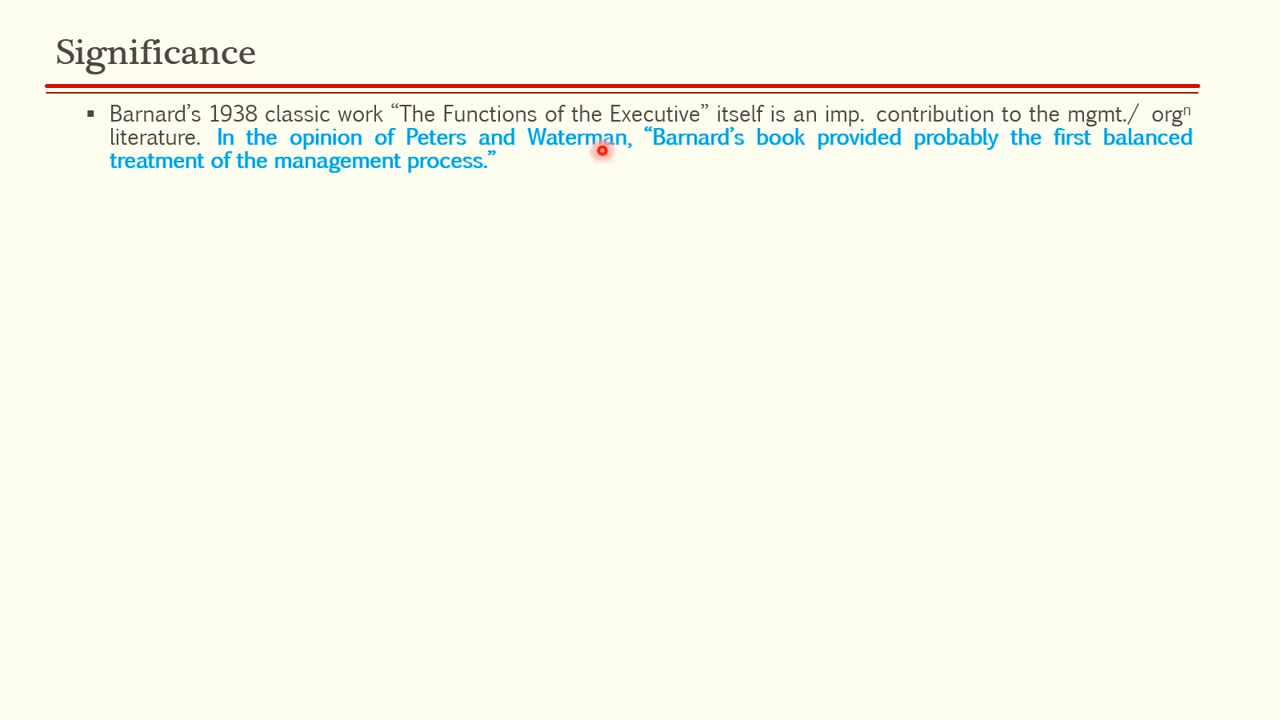 Significance
▪ Barnard’s 1938 classic work “The Functions of the Executive” itself is an imp. contribution to the mgmt./ orgⁿ
literature. In the opinion of Peters and Waterman, “Barnard’s book provided probably the first balanced
treatment of the management process.”